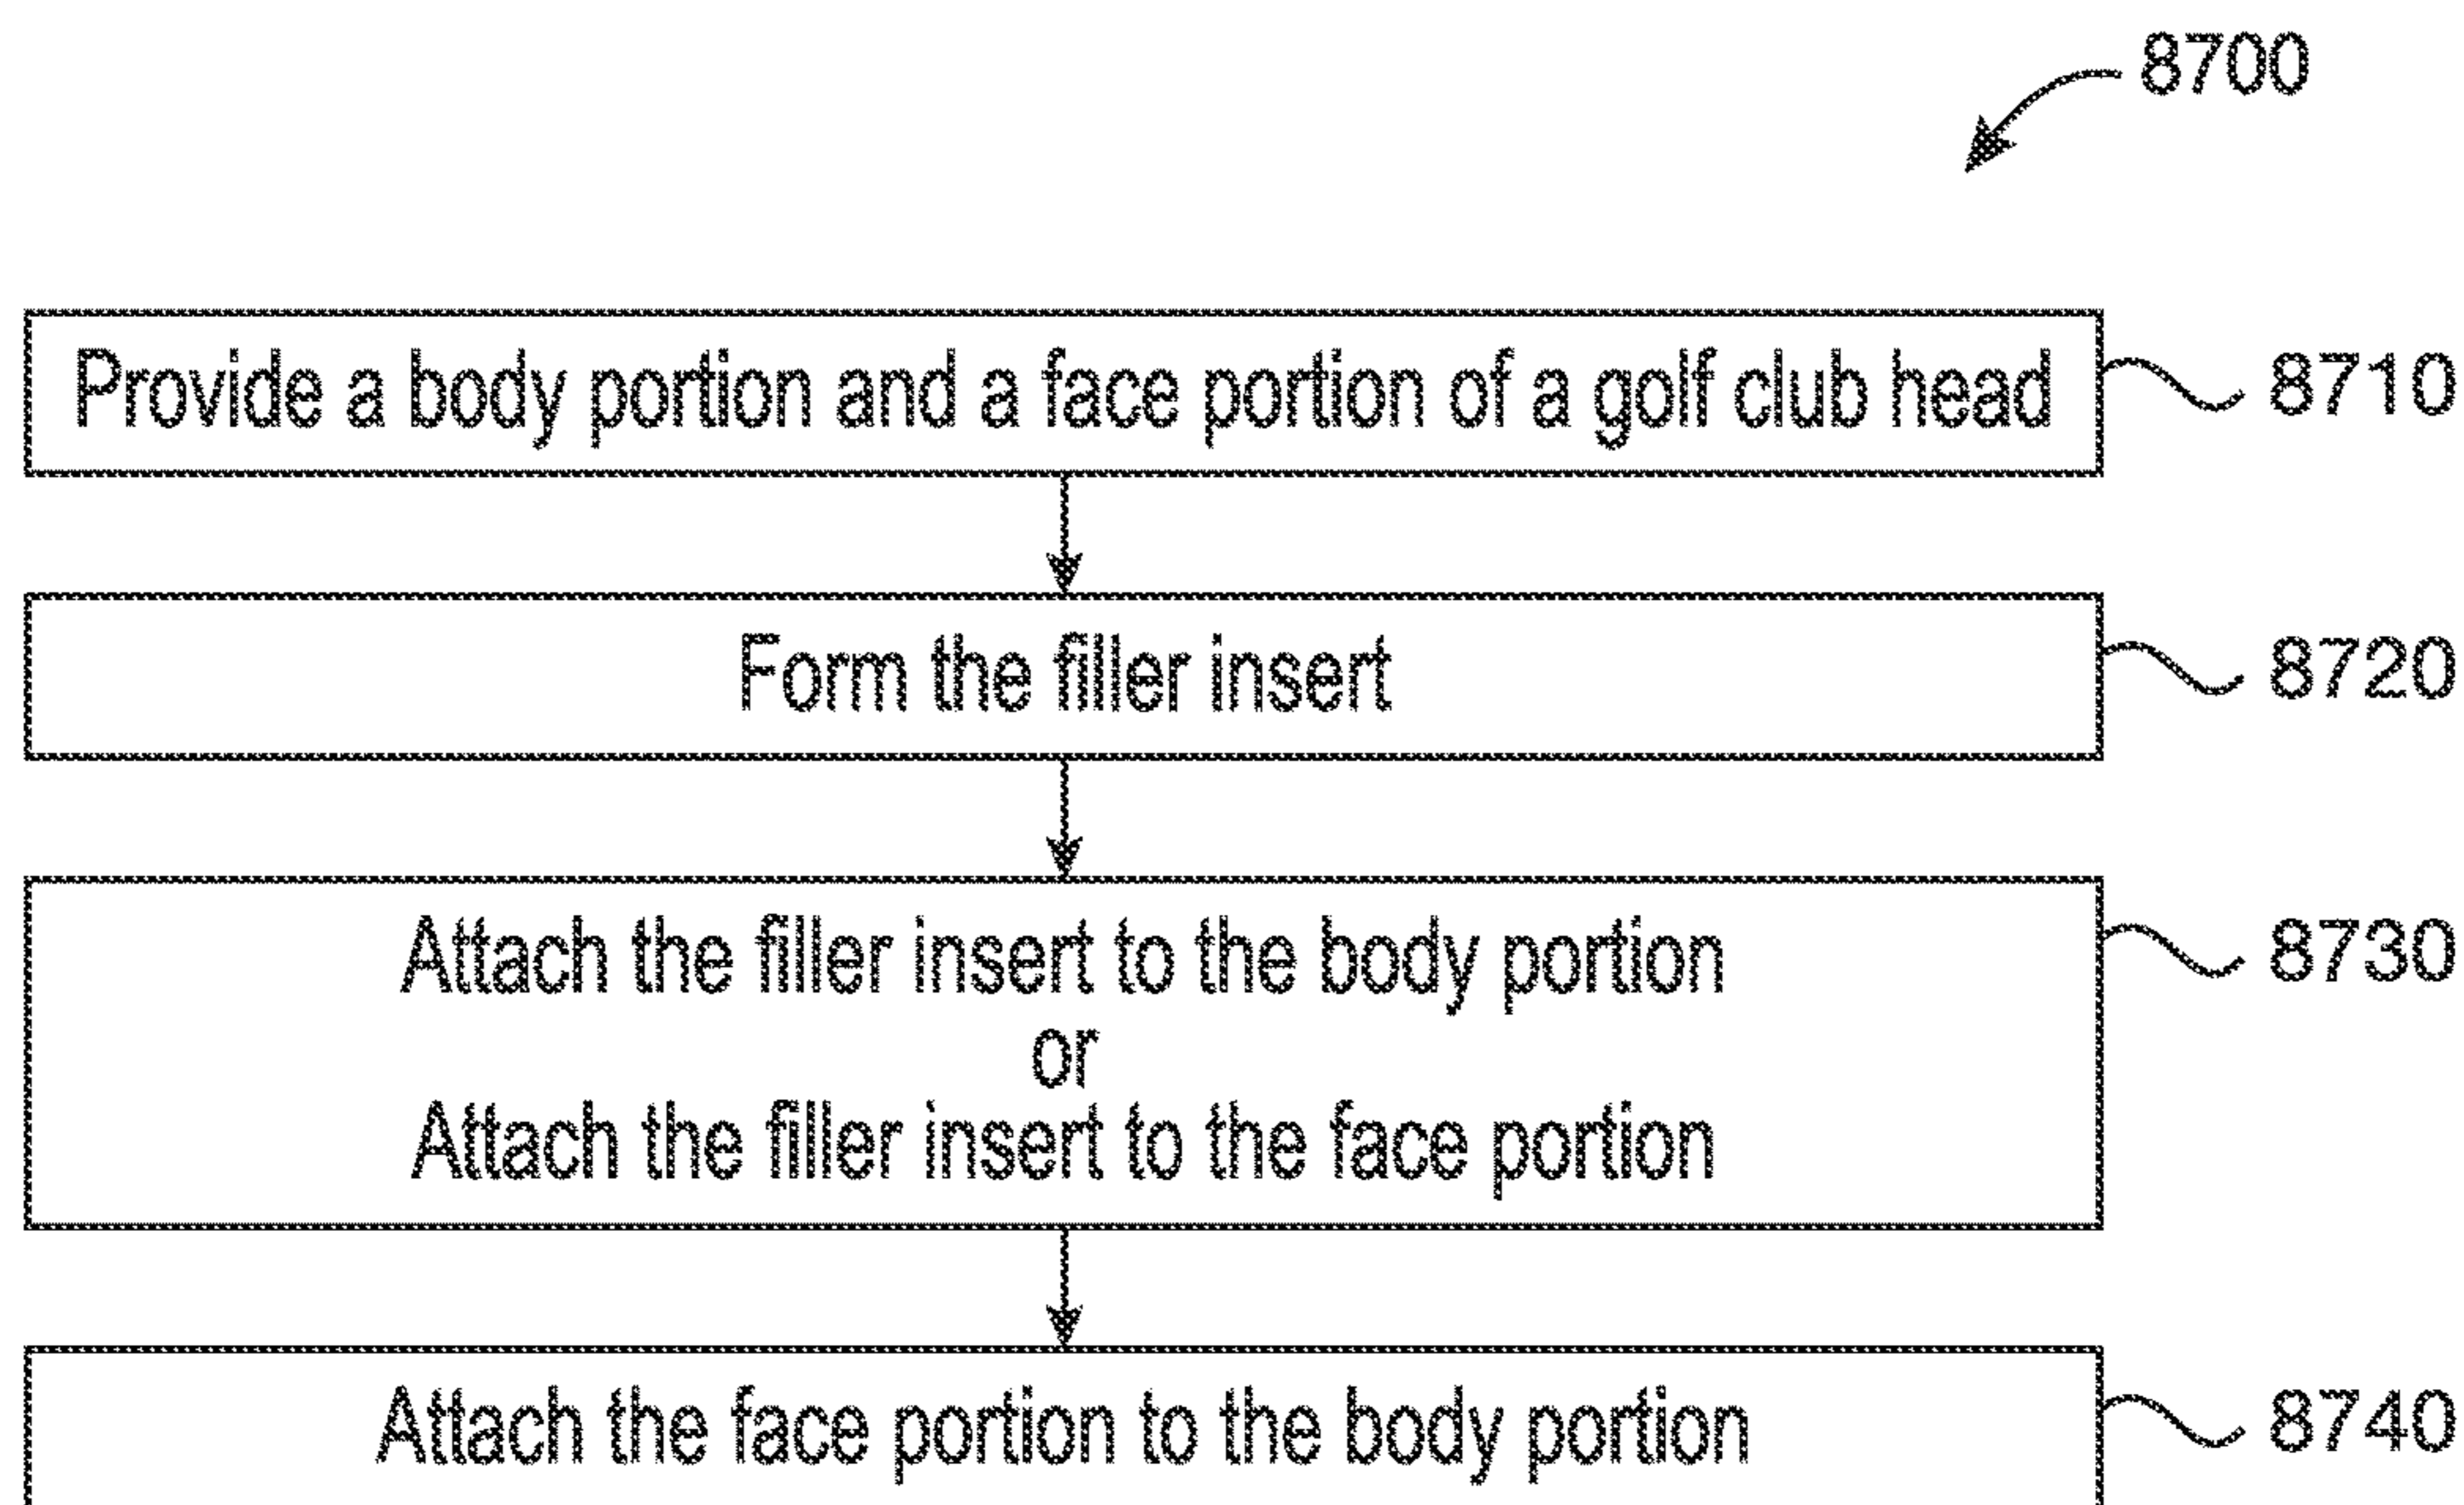 8700
Provide a body portion and a face portion of a golf club head
8710
Form the filler insert
8720
Attach the filler insert to the body portion
or
Attach the filler insert to the face portion
8730
Attach the face portion to the body portion
8740